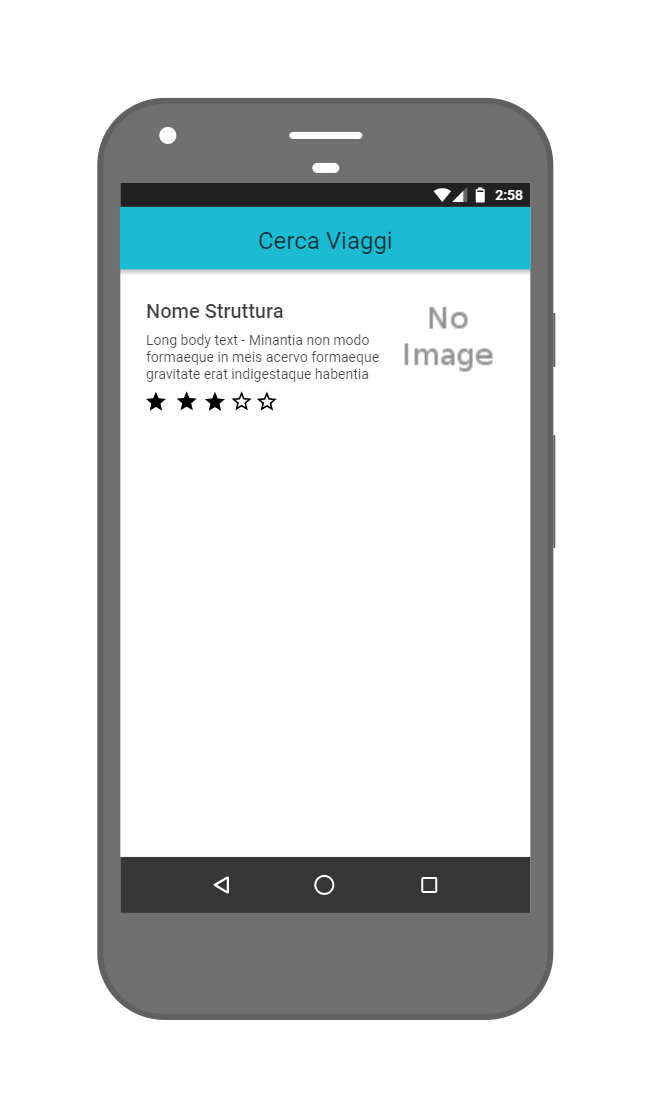 2:58
Cerca Viaggi
Nome Struttura
Long body text - Minantia non modo
formaeque in meis acervo formaeque
gravitate erat indigestaque habentia
No
Image